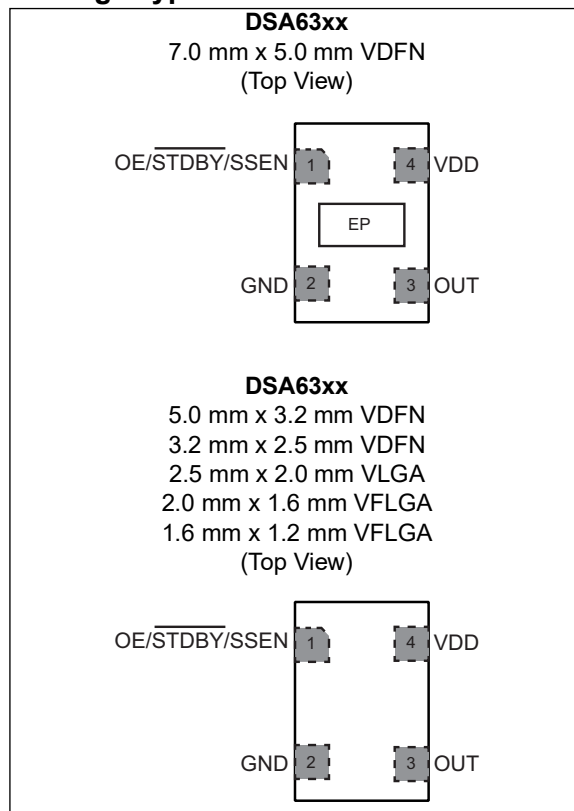 DSA63xx
7.0 mm x 5.0 mm VDFN
(Top View)
OE/STDBY/SSEN 1 4 VDD
EP
GND 2 3 OUT
DSA63xx
5.0 mm x 3.2 mm VDFN
3.2 mm x 2.5 mm VDFN
2.5 mm x 2.0 mm VLGA
2.0 mm x 1.6 mm VFLGA
1.6 mm x 1.2 mm VFLGA
(Top View)
OE/STDBY/SSEN 1 4 VDD
GND 2 3 OUT